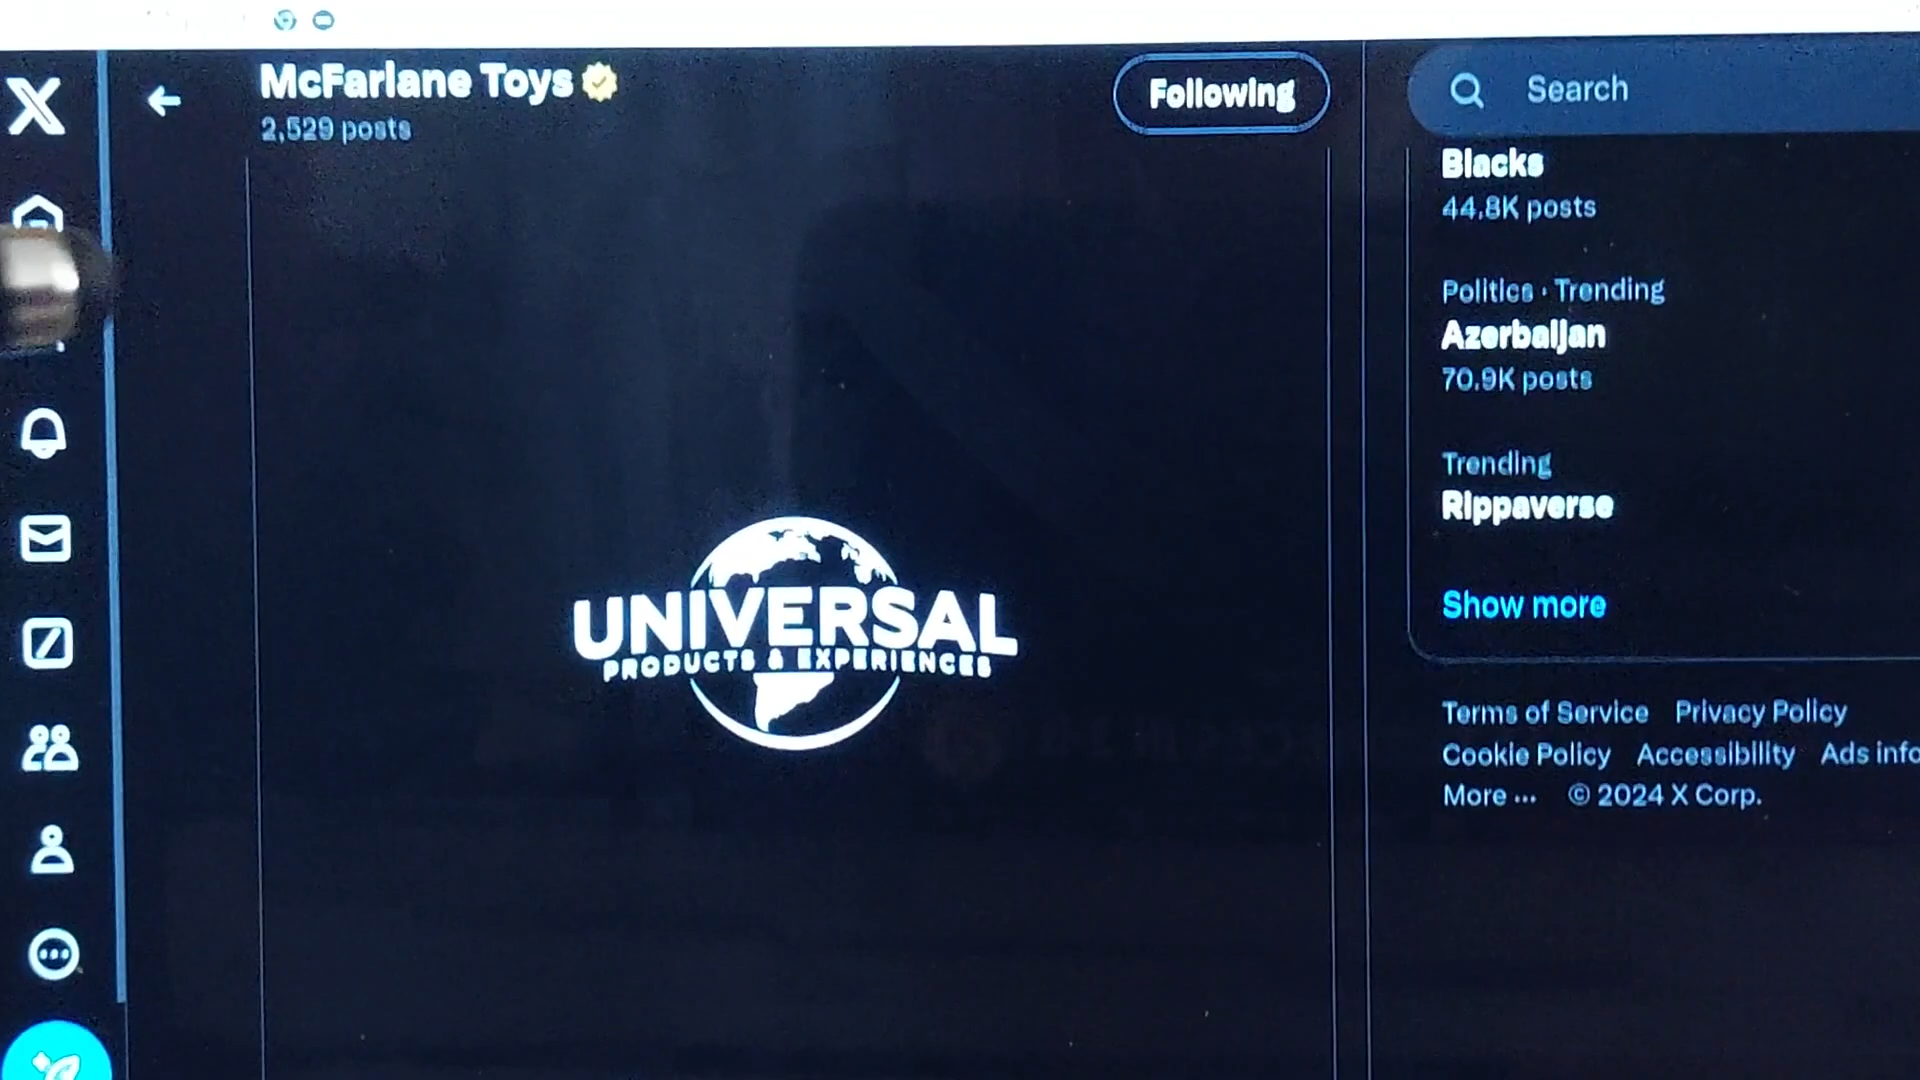 McFarlane Toys
2,529 posts
Following
Search
Blacks
44.8K posts
Politics · Trending
Azerbaijan
70.9K posts
Trending
Rippaverse
Show more
UNIVERSAL
PRODUCTS & EXPERIENCES
Terms of Service Privacy Policy
Cookie Policy Accessibility Ads info
More ... © 2024 X Corp.